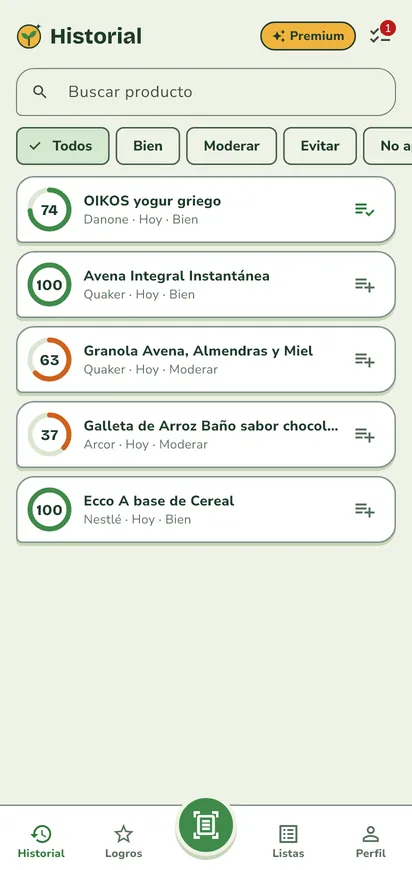 Historial
Premium
1
Buscar producto
Todos
Bien
Moderar
Evitar
No a
74
OIKOS yogur griego
Danone · Hoy · Bien
100
Avena Integral Instantánea
Quaker · Hoy · Bien
63
Granola Avena, Almendras y Miel
Quaker · Hoy · Moderar
37
Galleta de Arroz Baño sabor chocol...
Arcor · Hoy · Moderar
100
Ecco A base de Cereal
Nestlé · Hoy · Bien
Historial
Logros
Listas
Perfil